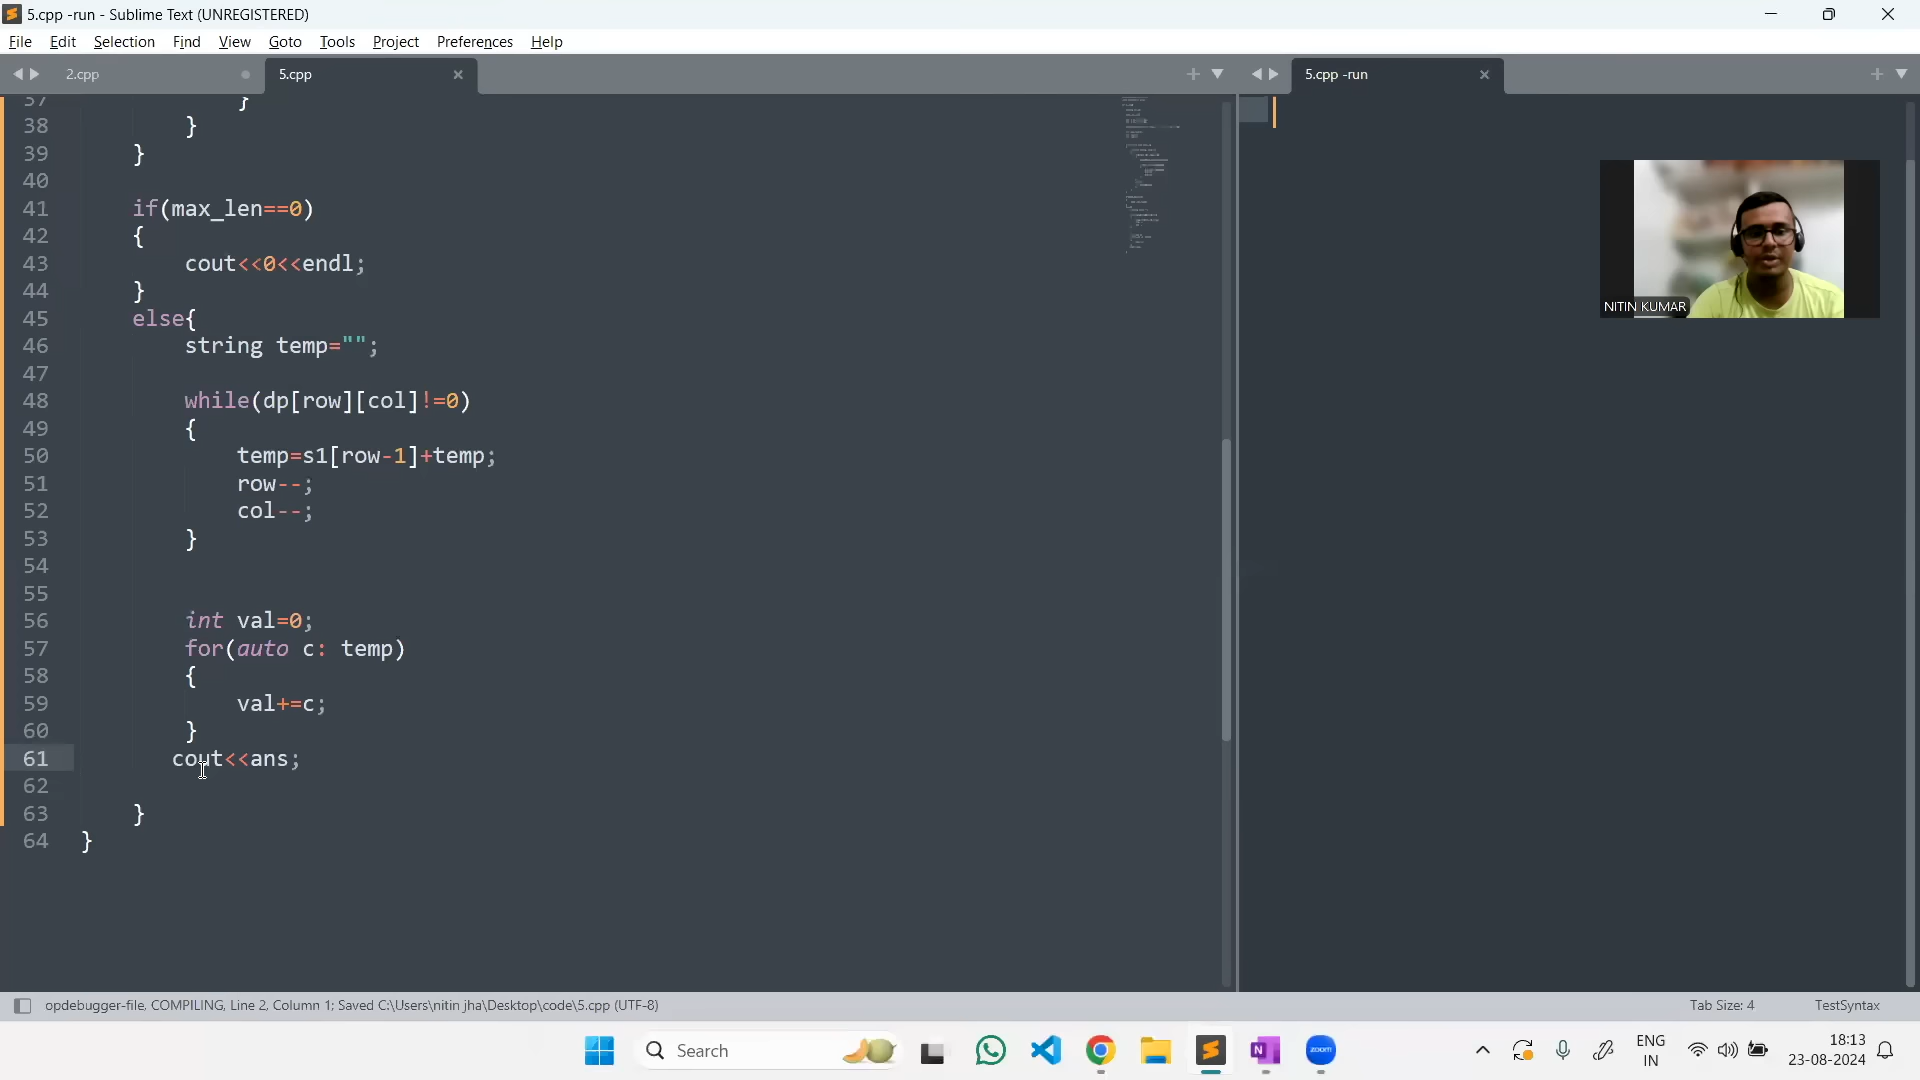 5.cpp -run - Sublime Text (UNREGISTERED)
File Edit Selection Find View Goto Tools Project Preferences Help
2.cpp 5.cpp 5.cpp -run
37 }
38 }
39 }
40
41 if(max_len==0)
42 {
43 cout<<0<<endl;
44 }
45 else{
46 string temp="";
47
48 while(dp[row][col]!=0)
49 {
50 temp=s1[row-1]+temp;
51 row--;
52 col--;
53 }
54
55
56 int val=0;
57 for(auto c: temp)
58 {
59 val+=c;
60 }
61 cout<<ans;
62
63 }
64 }
NITIN KUMAR
opdebugger-file, COMPILING, Line 2, Column 1; Saved C:\Users\nitin jha\Desktop\code\5.cpp (UTF-8) Tab Size: 4 TestSyntax
Search
zoom
ENG
IN
18:13
23-08-2024